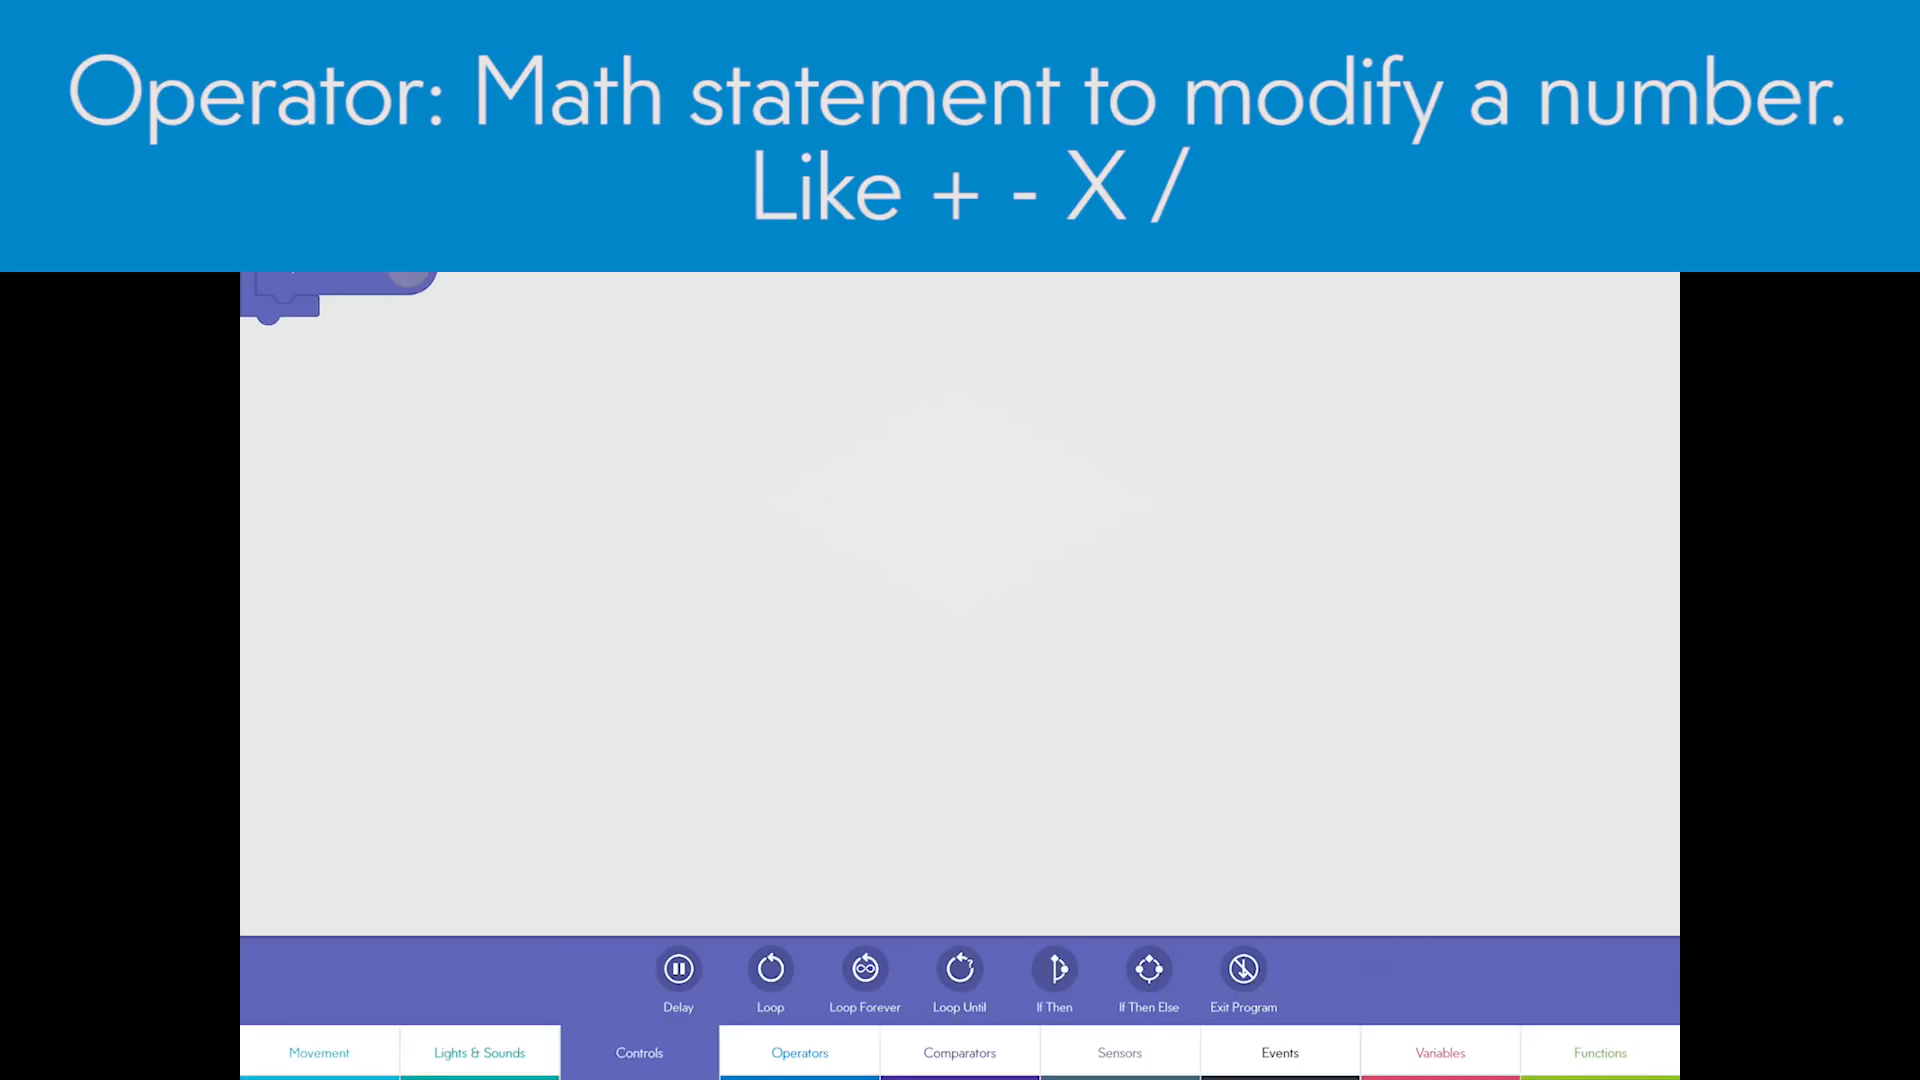 Operator: Math statement to modify a number.
Like + - X /
Delay
Loop
Loop Forever
Loop Until
If Then
If Then Else
Exit Program
Movement
Lights & Sounds
Controls
Operators
Comparators
Sensors
Events
Variables
Functions